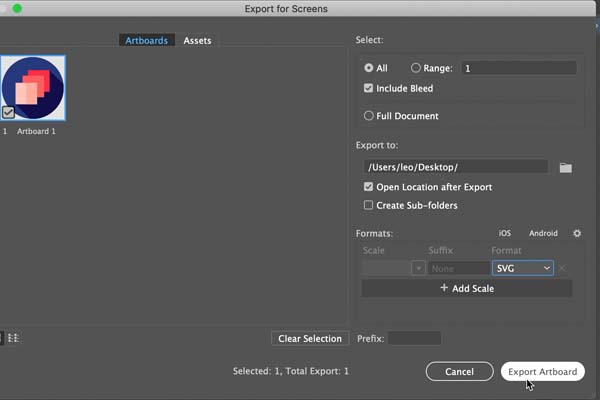 Export for Screens
Artboards Assets
Select:
All Range: 1
Include Bleed
Full Document
1 Artboard 1
Export to:
/Users/leo/Desktop/
Open Location after Export
Create Sub-folders
Formats: iOS Android
Scale Suffix Format
None SVG
+ Add Scale
Clear Selection Prefix:
Selected: 1, Total Export: 1 Cancel Export Artboard